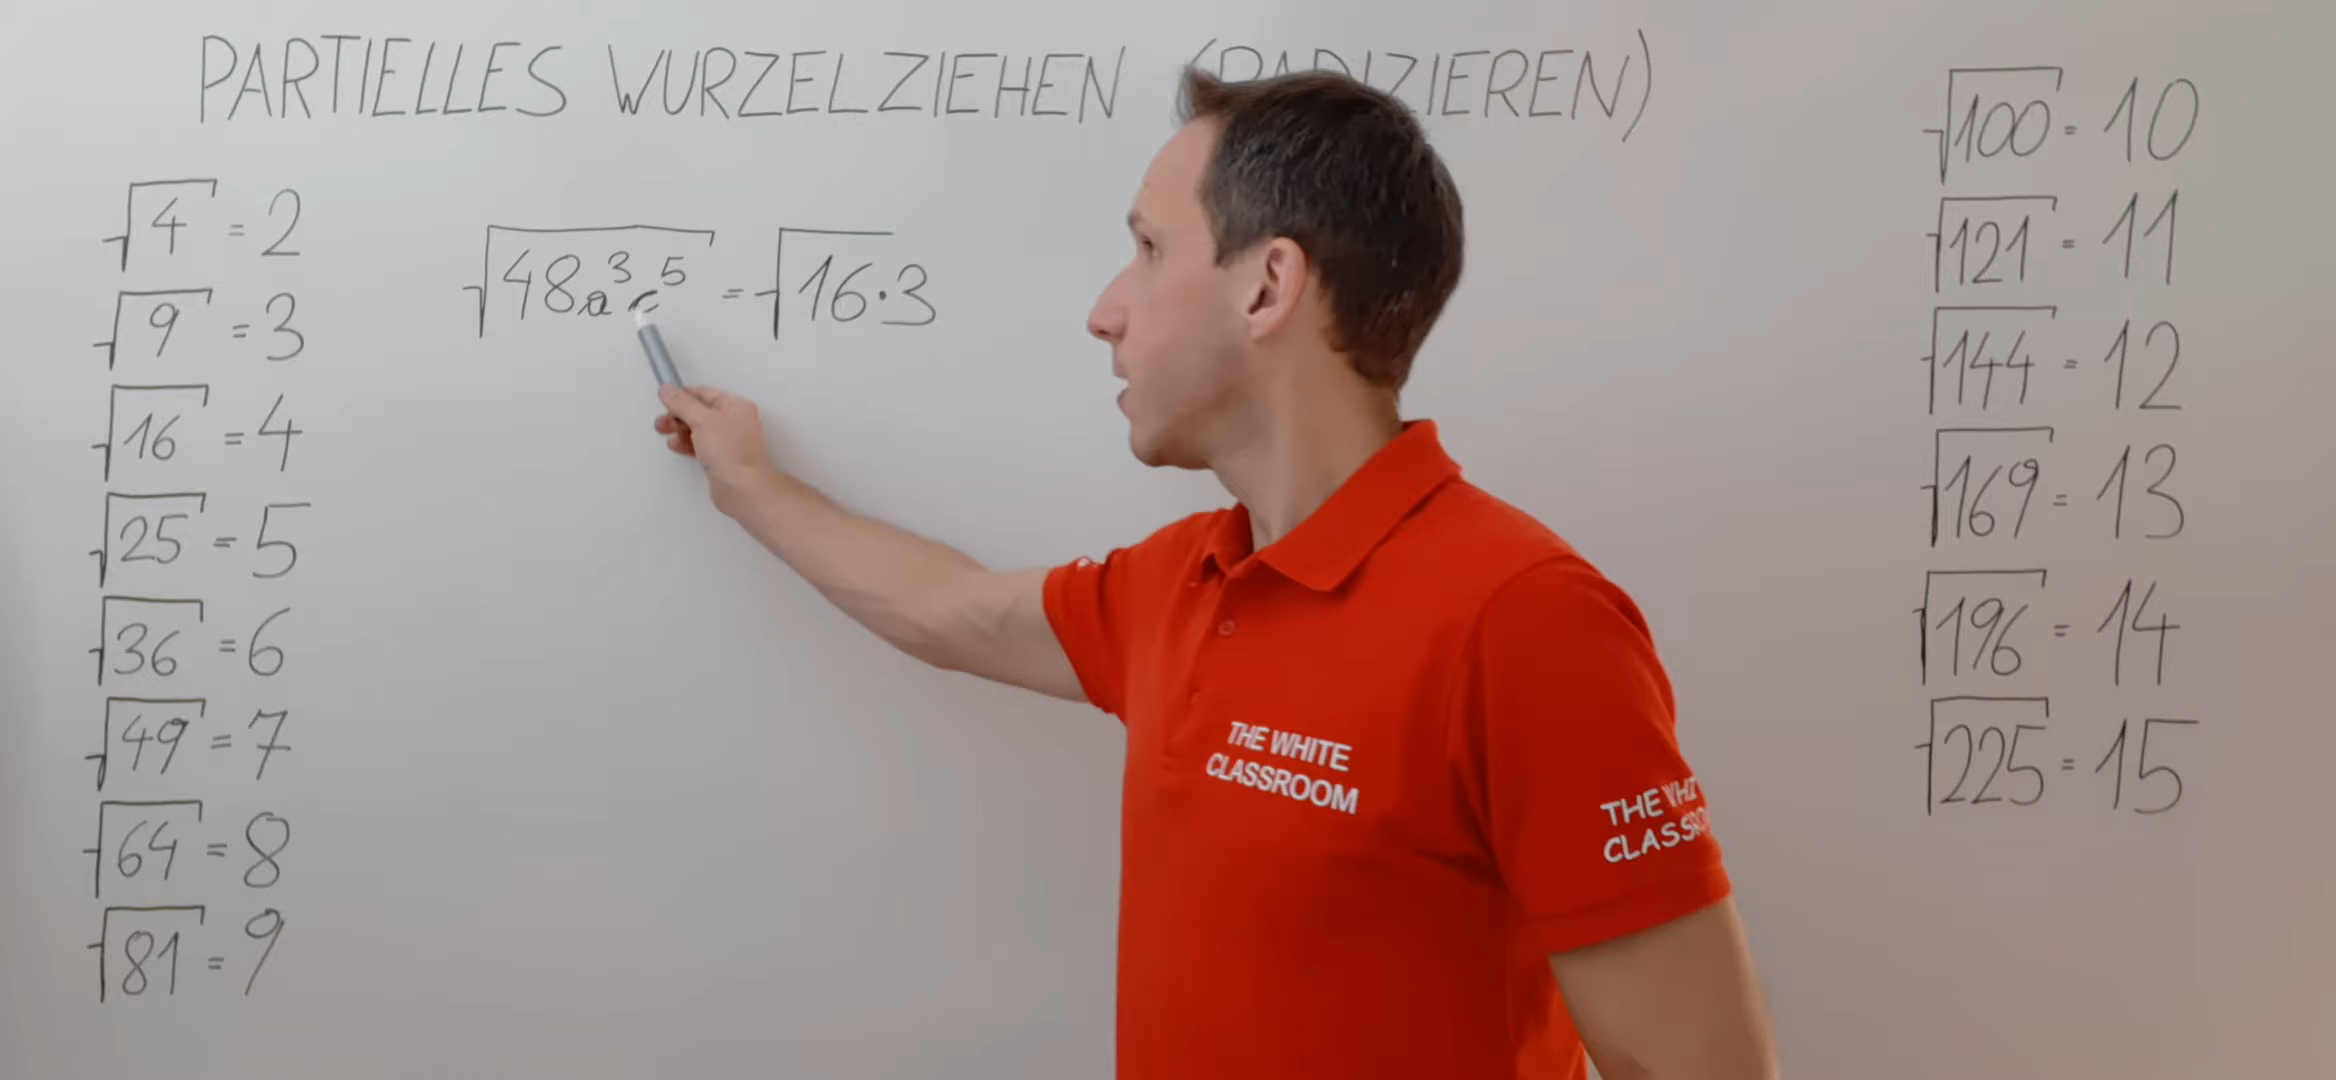 PARTIELLES WURZELZIEHEN (RADIZIEREN)
√4 = 2
√9 = 3
√16 = 4
√25 = 5
√36 = 6
√49 = 7
√64 = 8
√81 = 9
√48a³c⁵ = √16·3
√100 = 10
√121 = 11
√144 = 12
√169 = 13
√196 = 14
√225 = 15
THE WHITE
CLASSROOM
THE